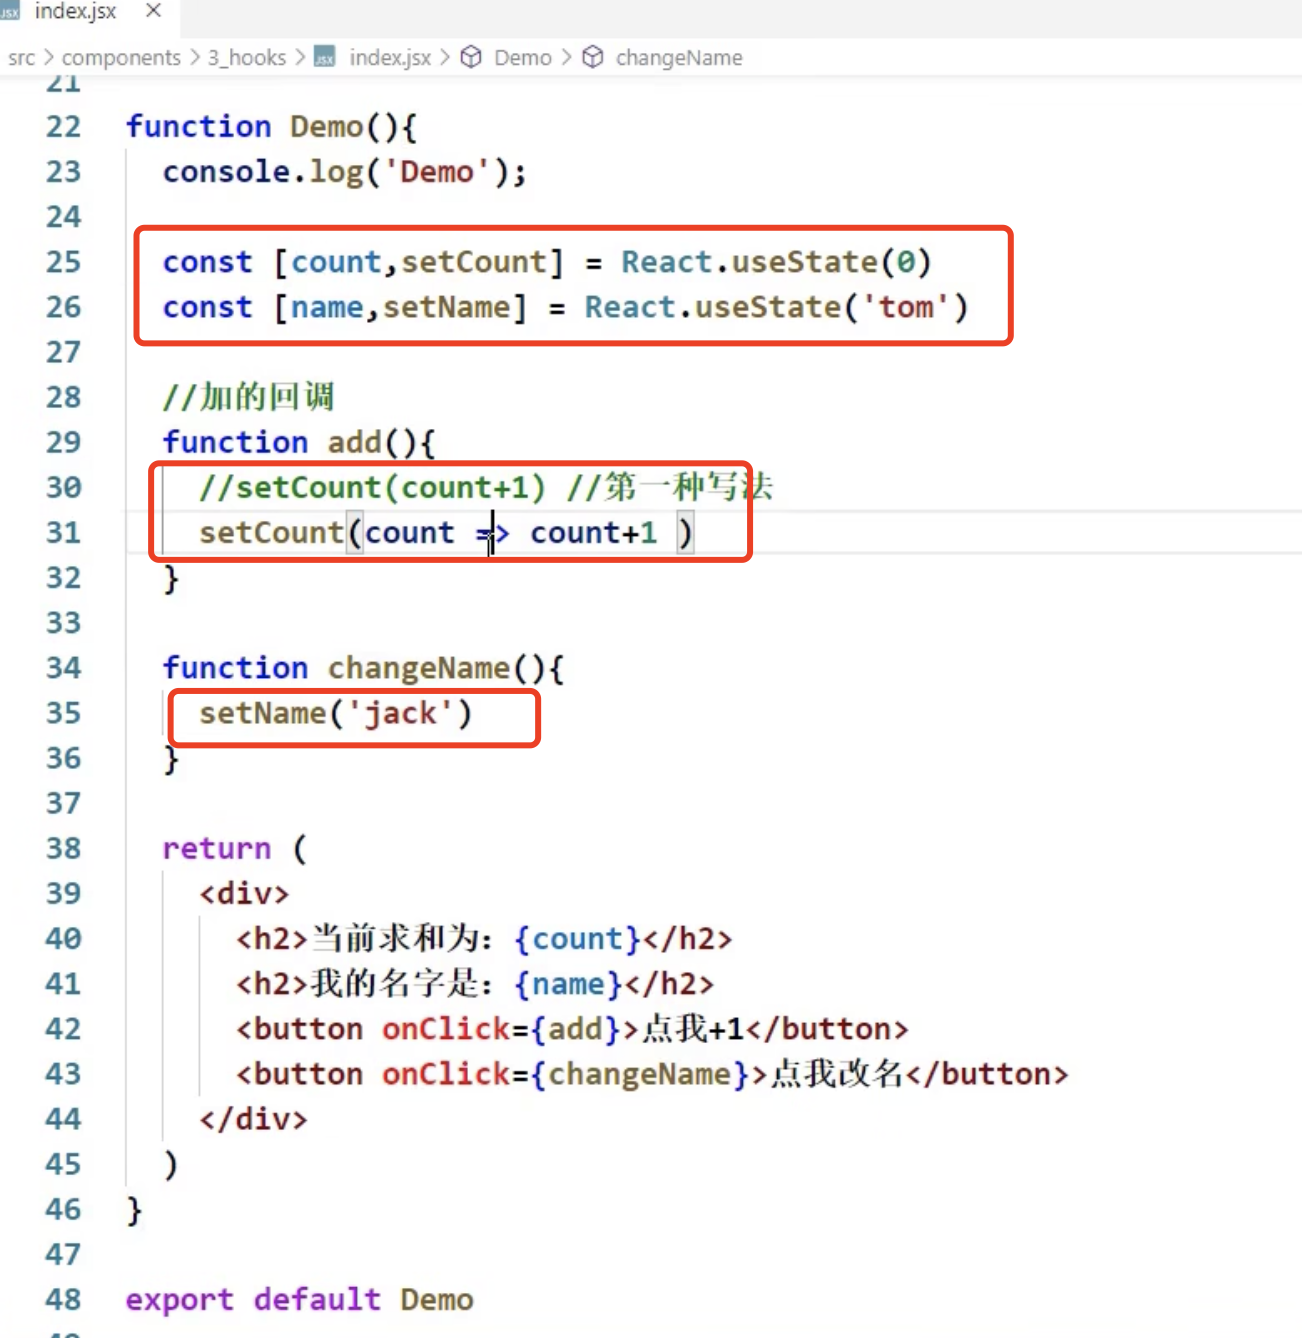 index.jsx
src > components > 3_hooks > index.jsx > Demo > changeName
21
22 function Demo(){
23 console.log('Demo');
24
25 const [count,setCount] = React.useState(0)
26 const [name,setName] = React.useState('tom')
27
28 //加的回调
29 function add(){
30 //setCount(count+1) //第一种写法
31 setCount(count => count+1 )
32 }
33
34 function changeName(){
35 setName('jack')
36 }
37
38 return (
39 <div>
40 <h2>当前求和为：{count}</h2>
41 <h2>我的名字是：{name}</h2>
42 <button onClick={add}>点我+1</button>
43 <button onClick={changeName}>点我改名</button>
44 </div>
45 )
46 }
47
48 export default Demo